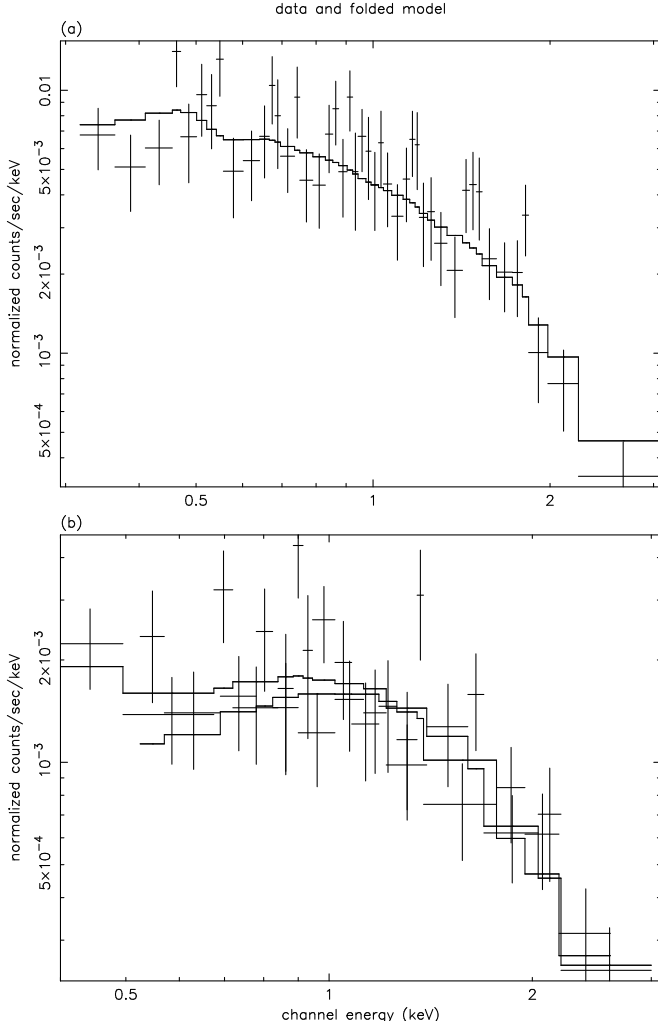 data and folded model
(a)
normalized counts/sec/keV
0.01
5×10⁻³
2×10⁻³
10⁻³
5×10⁻⁴
0.5 1 2
(b)
normalized counts/sec/keV
2×10⁻³
10⁻³
5×10⁻⁴
0.5 1 2
channel energy (keV)